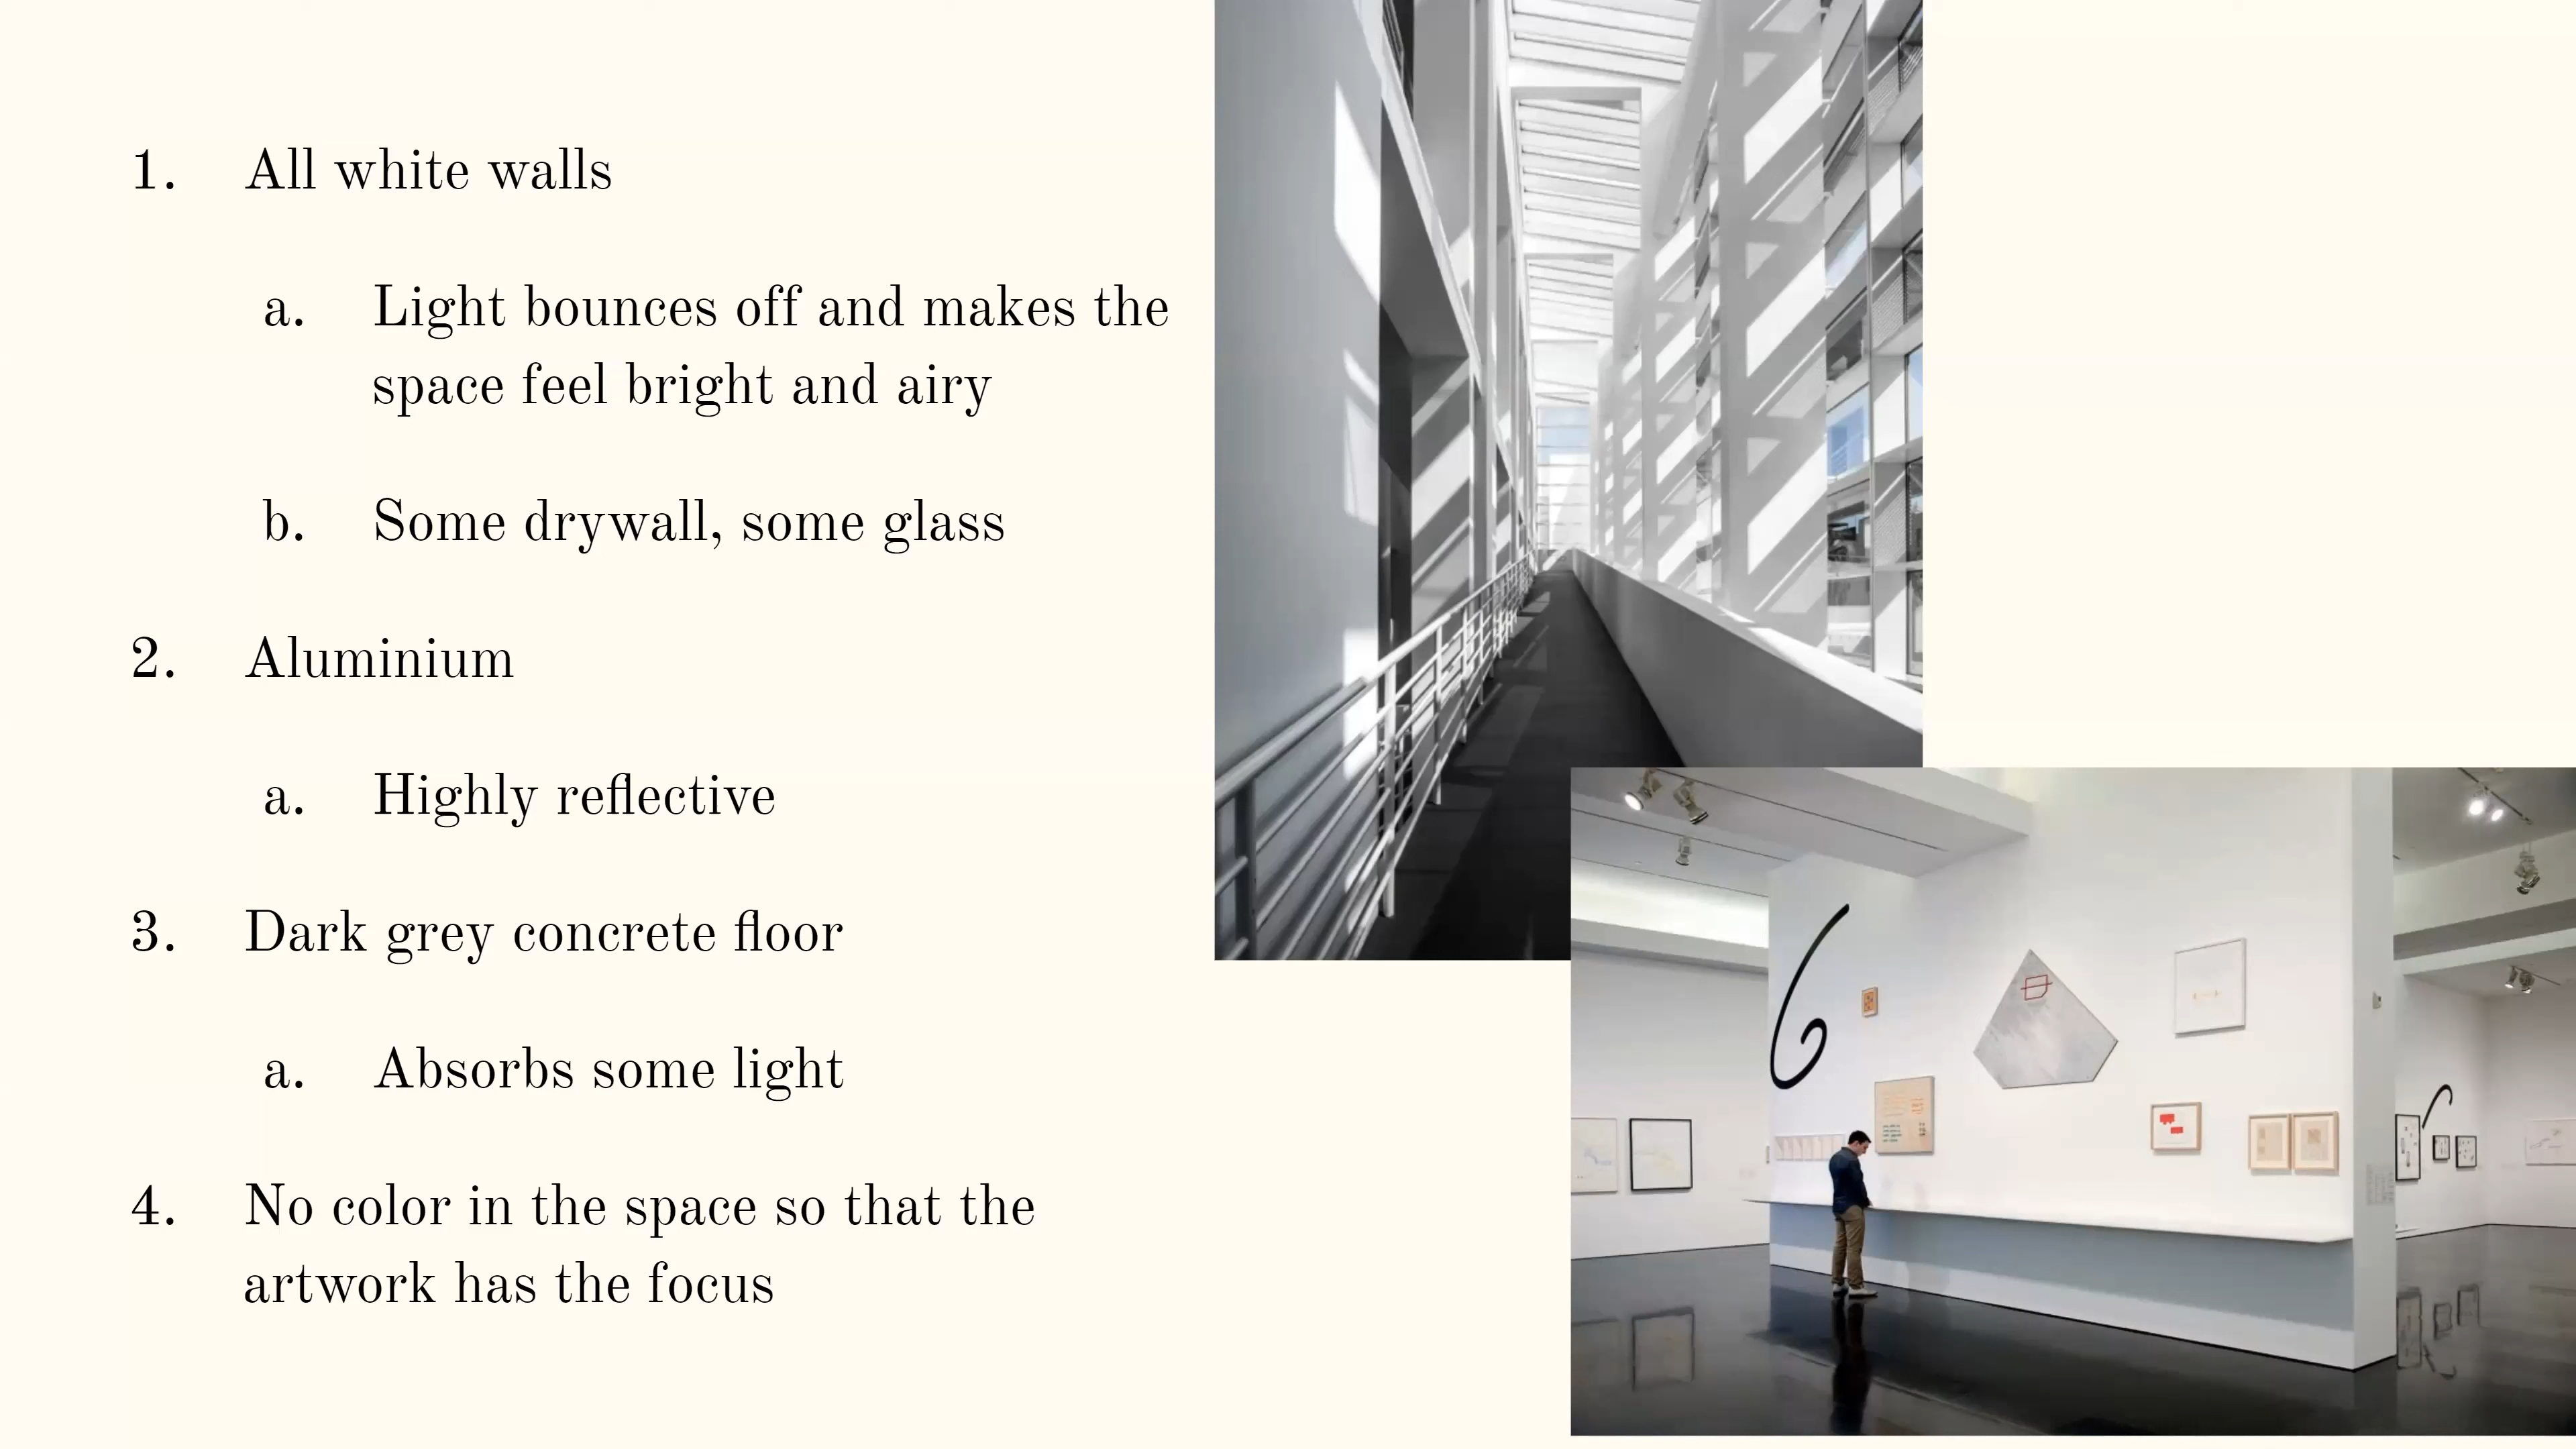 1. All white walls
a. Light bounces off and makes the
space feel bright and airy
b. Some drywall, some glass
2. Aluminium
a. Highly reflective
3. Dark grey concrete floor
a. Absorbs some light
4. No color in the space so that the
artwork has the focus
6